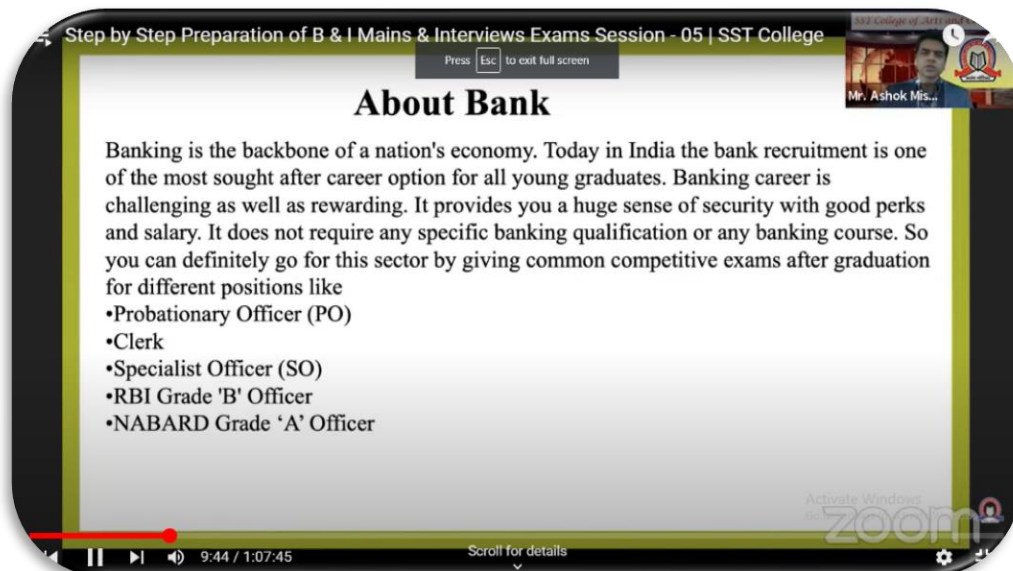 SST College of Arts and
Step by Step Preparation of B & I Mains & Interviews Exams Session - 05 | SST College
Press Esc to exit full screen
Mr. Ashok Mis...
About Bank
Banking is the backbone of a nation's economy. Today in India the bank recruitment is one
of the most sought after career option for all young graduates. Banking career is
challenging as well as rewarding. It provides you a huge sense of security with good perks
and salary. It does not require any specific banking qualification or any banking course. So
you can definitely go for this sector by giving common competitive exams after graduation
for different positions like
•Probationary Officer (PO)
•Clerk
•Specialist Officer (SO)
•RBI Grade 'B' Officer
•NABARD Grade ‘A’ Officer
Activate Windows
zoom
9:44 / 1:07:45
Scroll for details